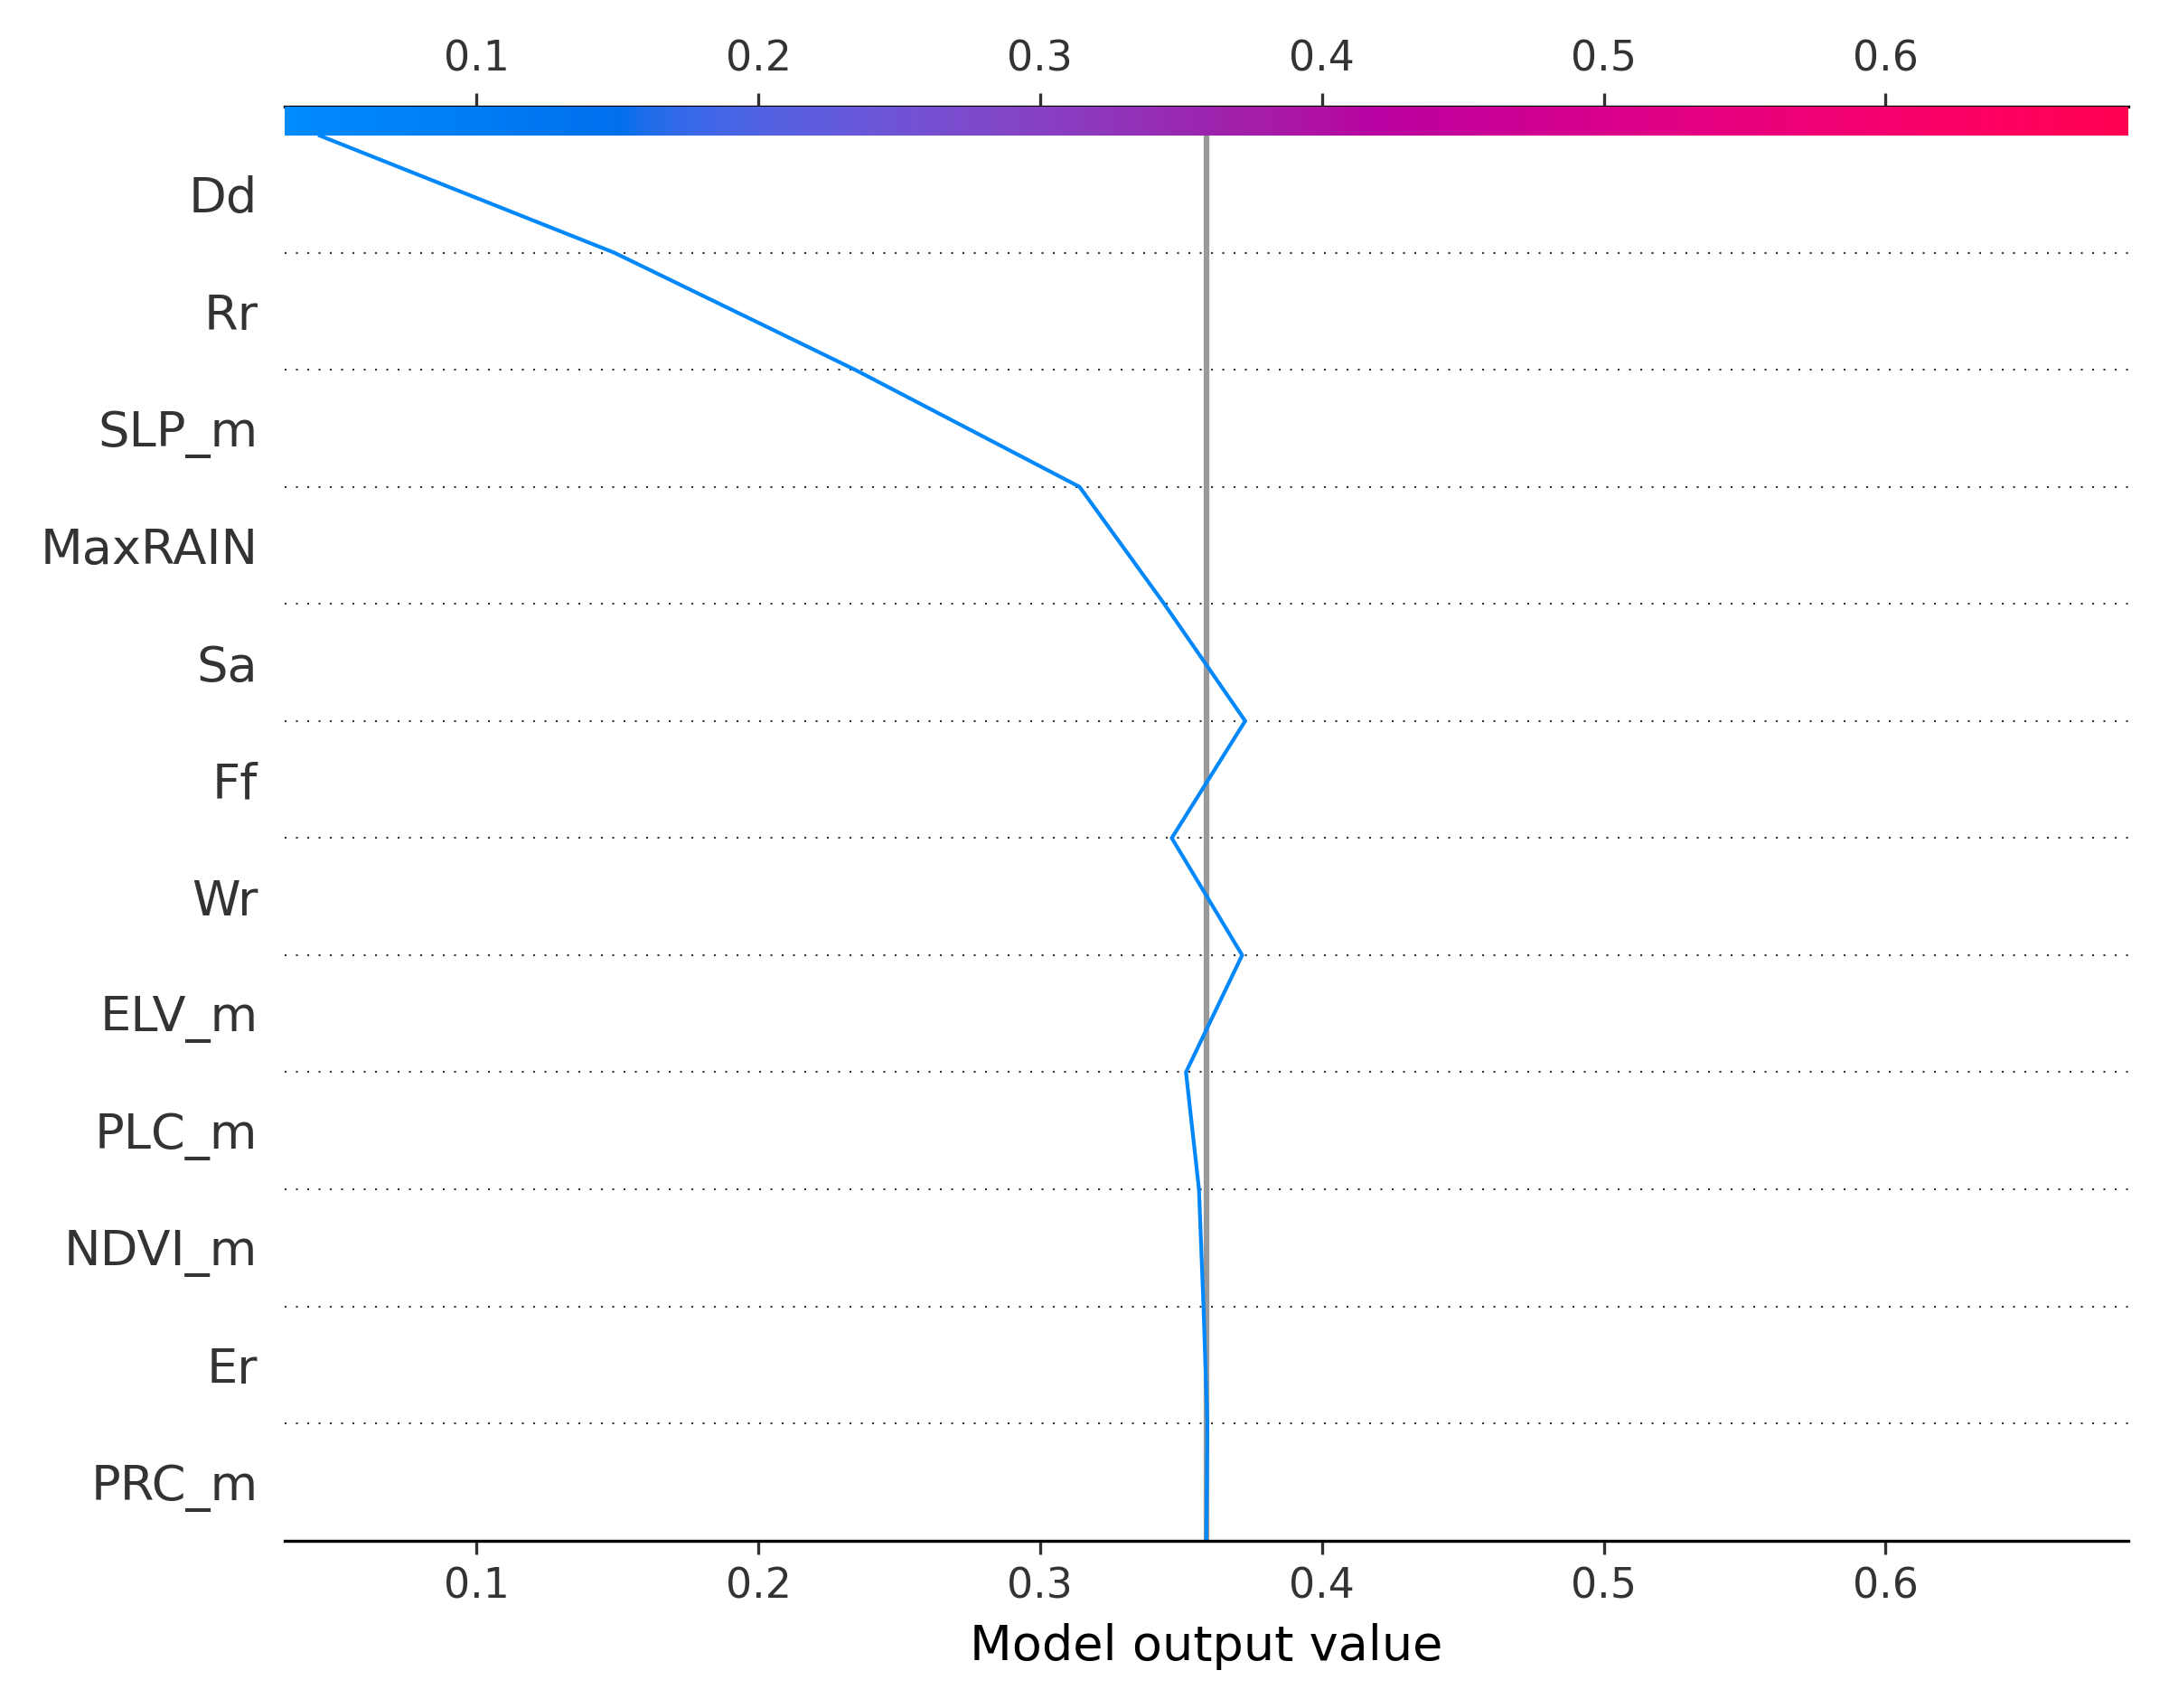 0.1 0.2 0.3 0.4 0.5 0.6
Dd
Rr
SLP_m
MaxRAIN
Sa
Ff
Wr
ELV_m
PLC_m
NDVI_m
Er
PRC_m
0.1 0.2 0.3 0.4 0.5 0.6
Model output value